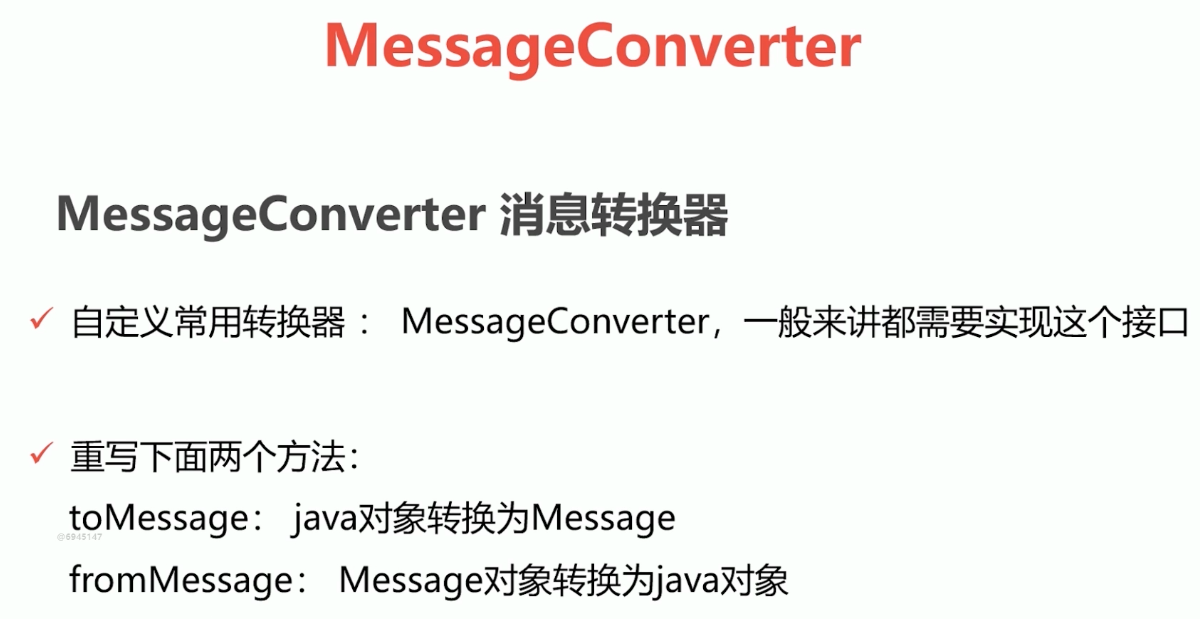 MessageConverter
MessageConverter 消息转换器
自定义常用转换器： MessageConverter，一般来讲都需要实现这个接口
重写下面两个方法：
toMessage： java对象转换为Message
@6945147
fromMessage： Message对象转换为java对象